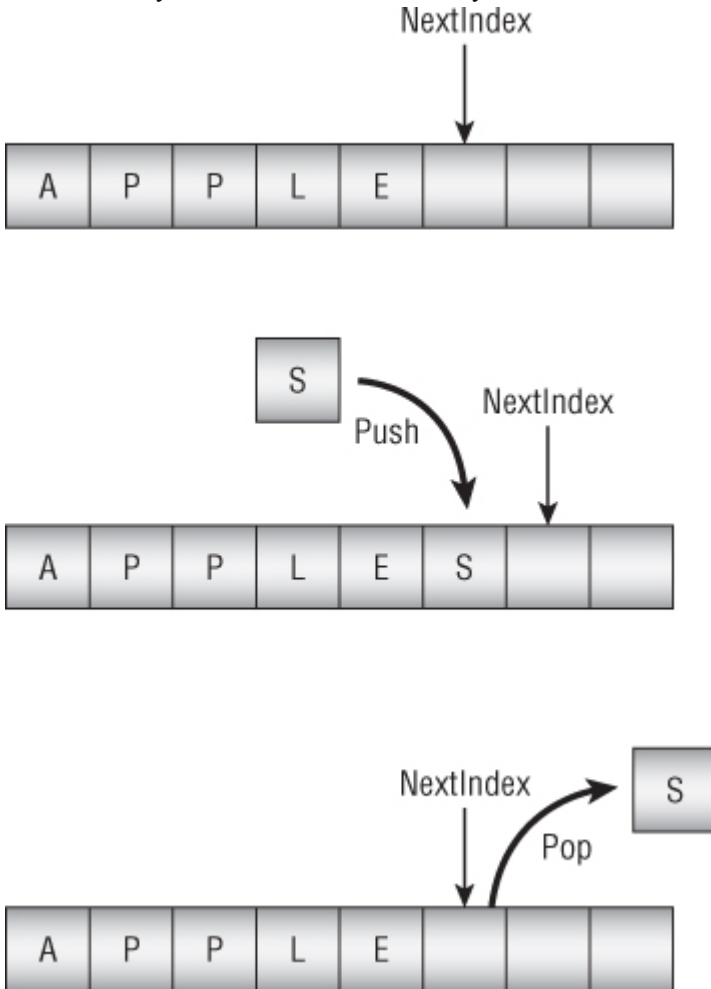 NextIndex
A P P L E
S
Push
NextIndex
A P P L E S
NextIndex
S
Pop
A P P L E